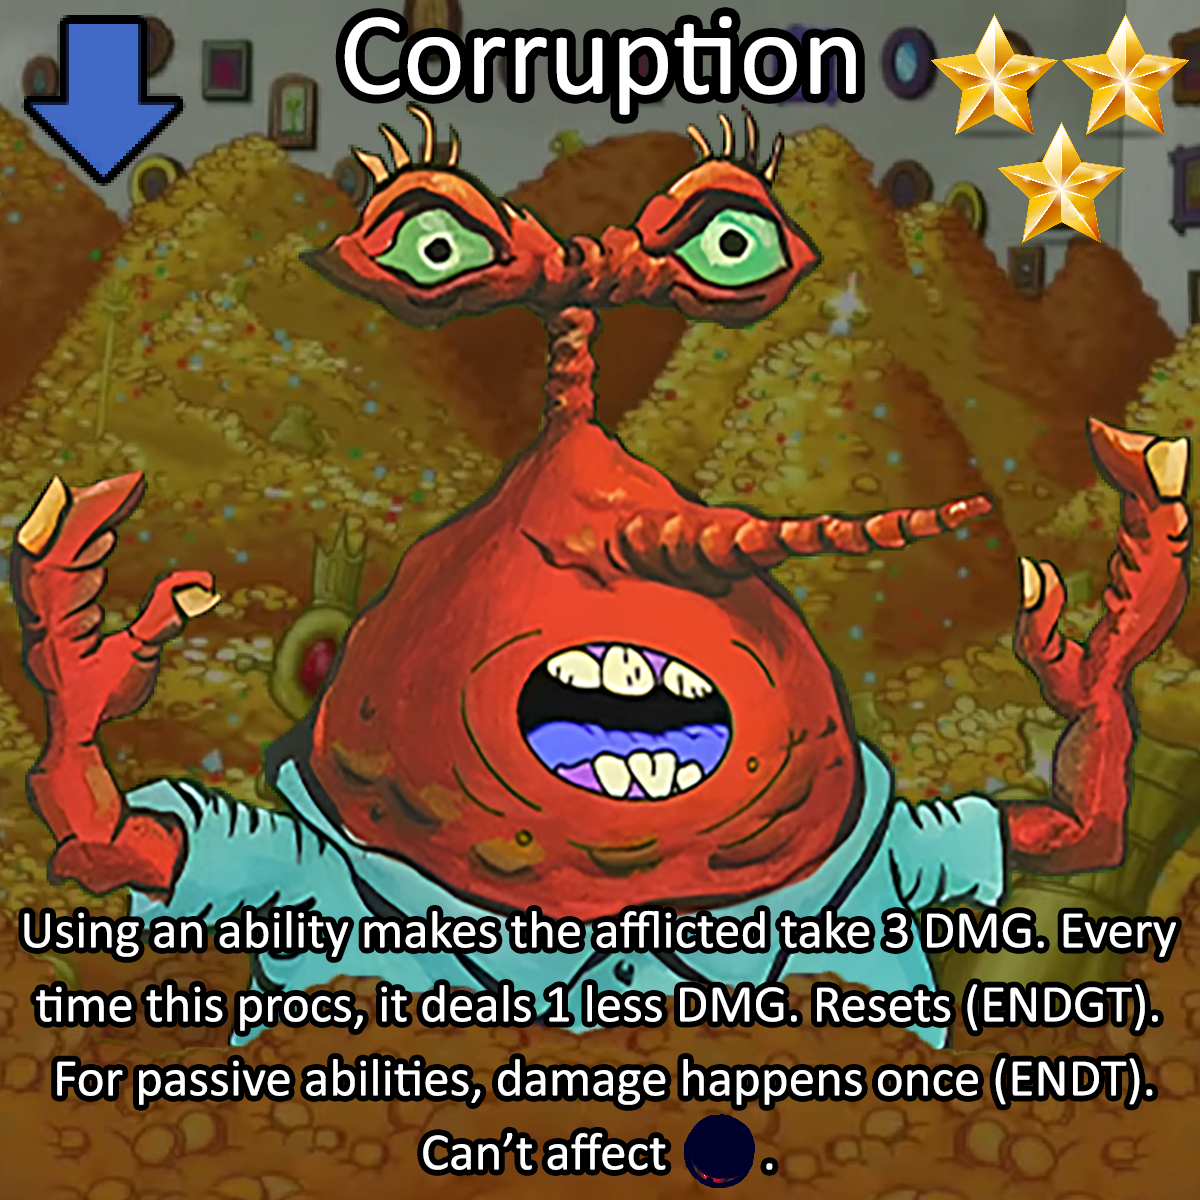 Corruption
Using an ability makes the afflicted take 3 DMG. Every
time this procs, it deals 1 less DMG. Resets (ENDGT).
For passive abilities, damage happens once (ENDT).
Can't affect .